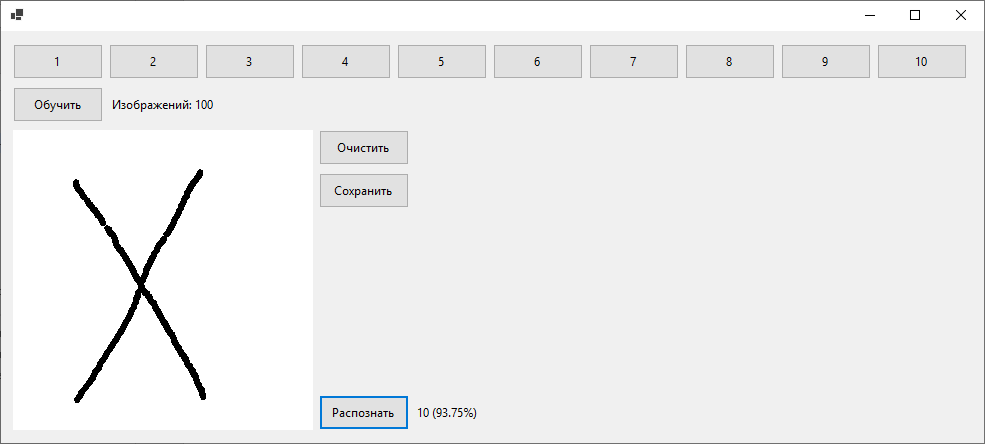 1 2 3 4 5 6 7 8 9 10
Обучить Изображений: 100
Очистить
Сохранить
X
Распознать 10 (93.75%)